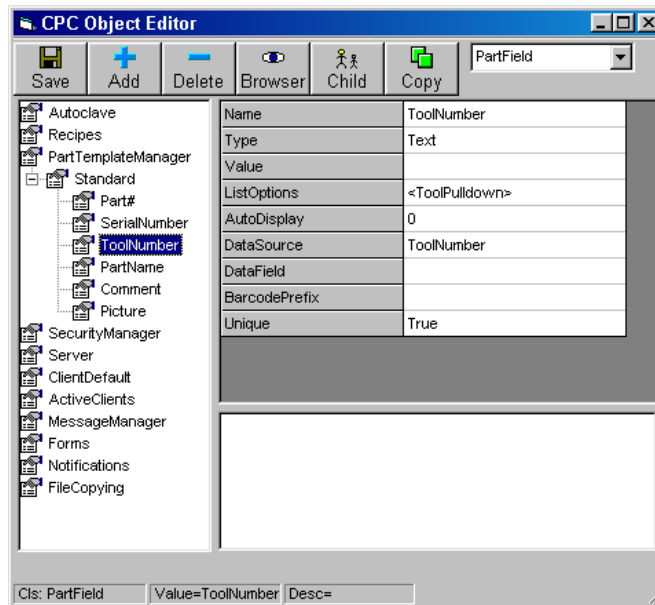 CPC Object Editor
Save Add Delete Browser Child Copy PartField
Autoclave
Recipes
PartTemplateManager
Standard
Part#
SerialNumber
ToolNumber
PartName
Comment
Picture
SecurityManager
Server
ClientDefault
ActiveClients
MessageManager
Forms
Notifications
FileCopying
Name ToolNumber
Type Text
Value
ListOptions <ToolPulldown>
AutoDisplay 0
DataSource ToolNumber
DataField
BarcodePrefix
Unique True
Cls: PartField Value=ToolNumber Desc=